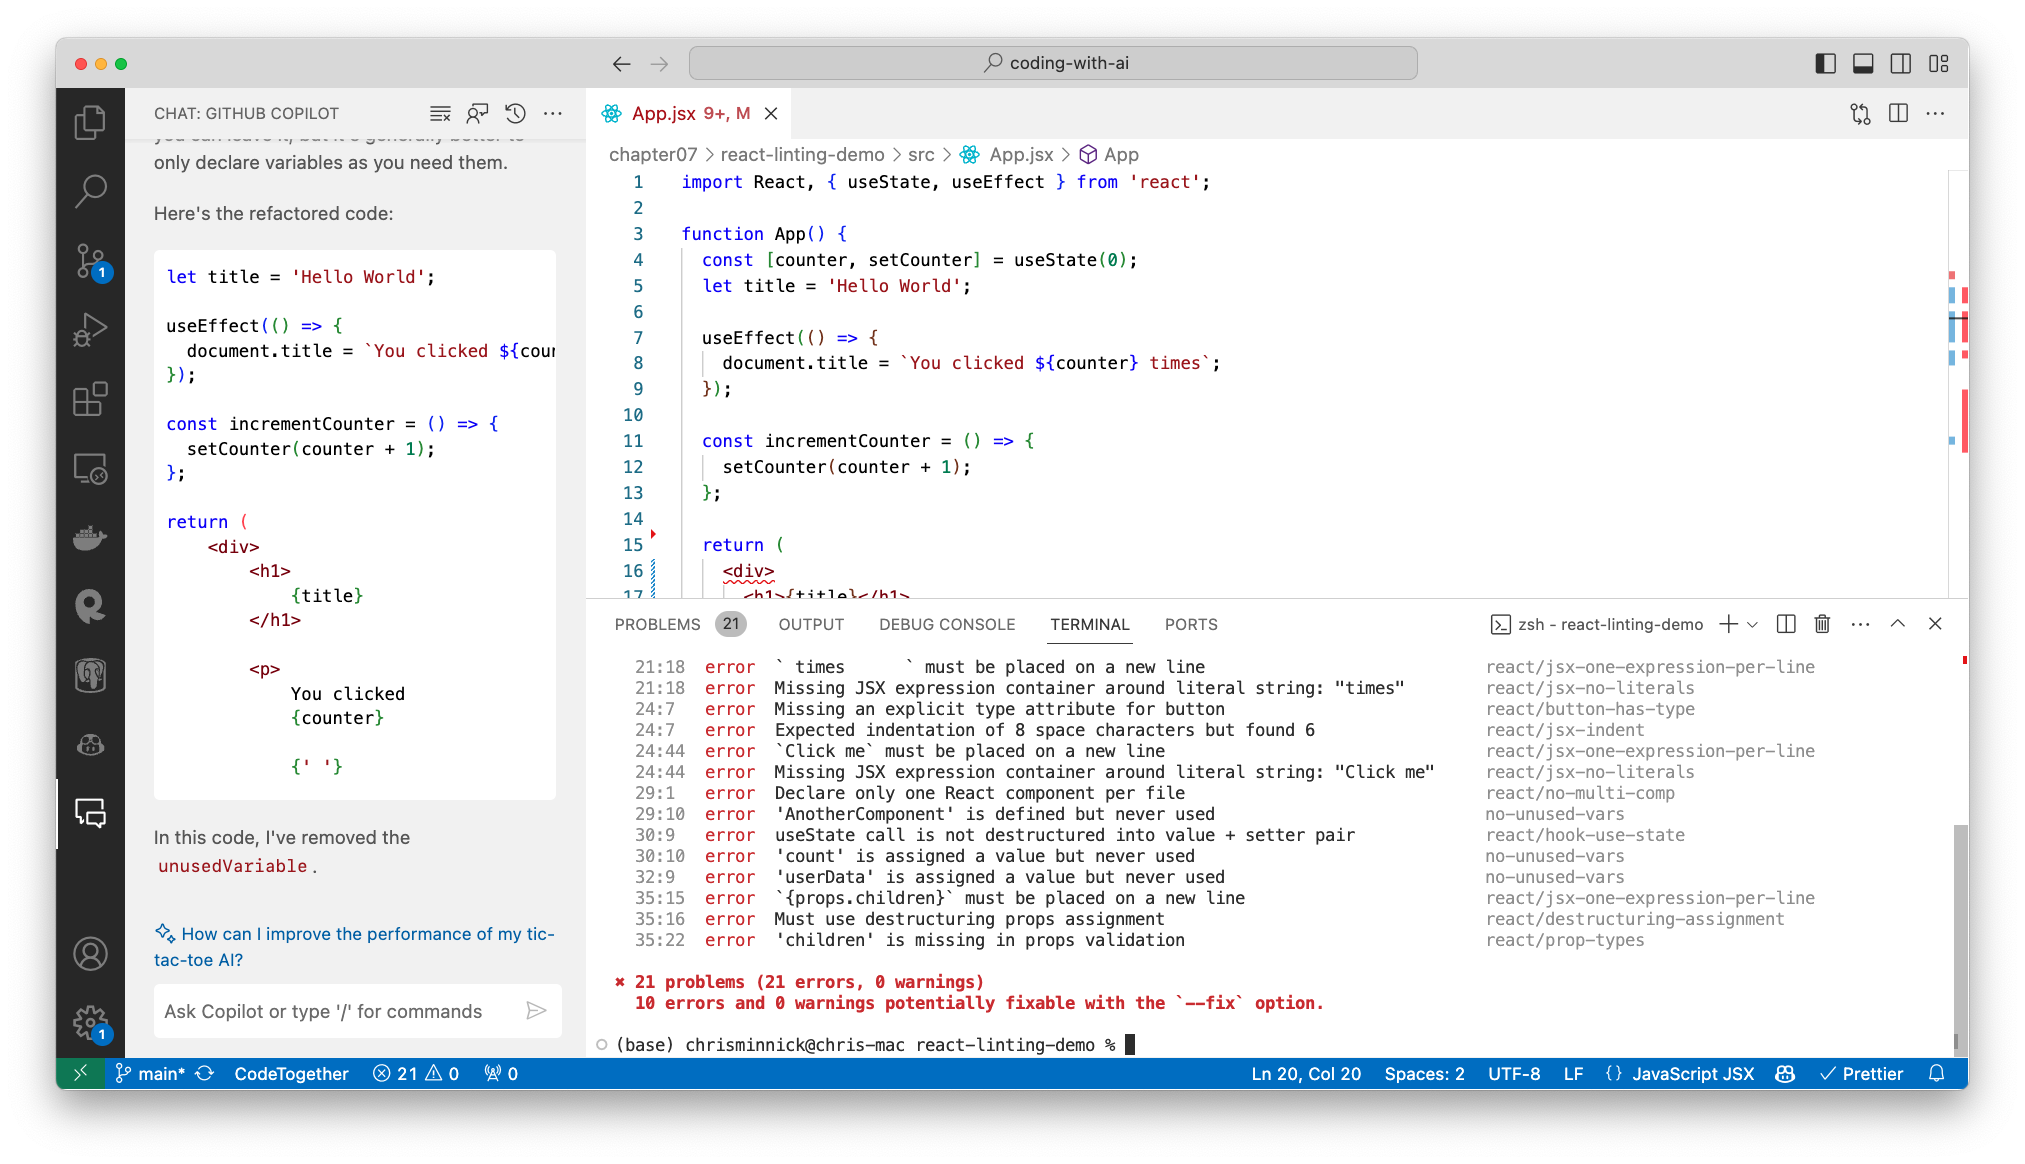 coding-with-ai
CHAT: GITHUB COPILOT
you can leave it, but it's generally better to
only declare variables as you need them.
Here's the refactored code:
let title = 'Hello World';
useEffect(() => {
document.title = `You clicked ${coun
});
const incrementCounter = () => {
setCounter(counter + 1);
};
return (
<div>
<h1>
{title}
</h1>
<p>
You clicked
{counter}
{' '}
In this code, I've removed the
unusedVariable.
How can I improve the performance of my tic-
tac-toe AI?
Ask Copilot or type '/' for commands
1
1
App.jsx 9+, M
chapter07 > react-linting-demo > src > App.jsx > App
1 import React, { useState, useEffect } from 'react';
2
3 function App() {
4 const [counter, setCounter] = useState(0);
5 let title = 'Hello World';
6
7 useEffect(() => {
8 document.title = `You clicked ${counter} times`;
9 });
10
11 const incrementCounter = () => {
12 setCounter(counter + 1);
13 };
14
15 return (
16 <div>
17 <h1>{title}</h1>
PROBLEMS 21 OUTPUT DEBUG CONSOLE TERMINAL PORTS zsh - react-linting-demo
21:18 error ` times      ` must be placed on a new line react/jsx-one-expression-per-line
21:18 error Missing JSX expression container around literal string: "times" react/jsx-no-literals
24:7 error Missing an explicit type attribute for button react/button-has-type
24:7 error Expected indentation of 8 space characters but found 6 react/jsx-indent
24:44 error `Click me` must be placed on a new line react/jsx-one-expression-per-line
24:44 error Missing JSX expression container around literal string: "Click me" react/jsx-no-literals
29:1 error Declare only one React component per file react/no-multi-comp
29:10 error 'AnotherComponent' is defined but never used no-unused-vars
30:9 error useState call is not destructured into value + setter pair react/hook-use-state
30:10 error 'count' is assigned a value but never used no-unused-vars
32:9 error 'userData' is assigned a value but never used no-unused-vars
35:15 error `{props.children}` must be placed on a new line react/jsx-one-expression-per-line
35:16 error Must use destructuring props assignment react/destructuring-assignment
35:22 error 'children' is missing in props validation react/prop-types
✖ 21 problems (21 errors, 0 warnings)
10 errors and 0 warnings potentially fixable with the `--fix` option.
(base) chrisminnick@chris-mac react-linting-demo %
main* CodeTogether 21 0 0 Ln 20, Col 20 Spaces: 2 UTF-8 LF {} JavaScript JSX Prettier